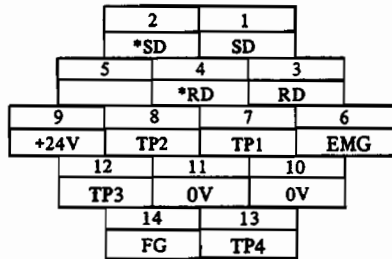 2 1
*SD SD
5 4 3
*RD RD
9 8 7 6
+24V TP2 TP1 EMG
12 11 10
TP3 0V 0V
14 13
FG TP4